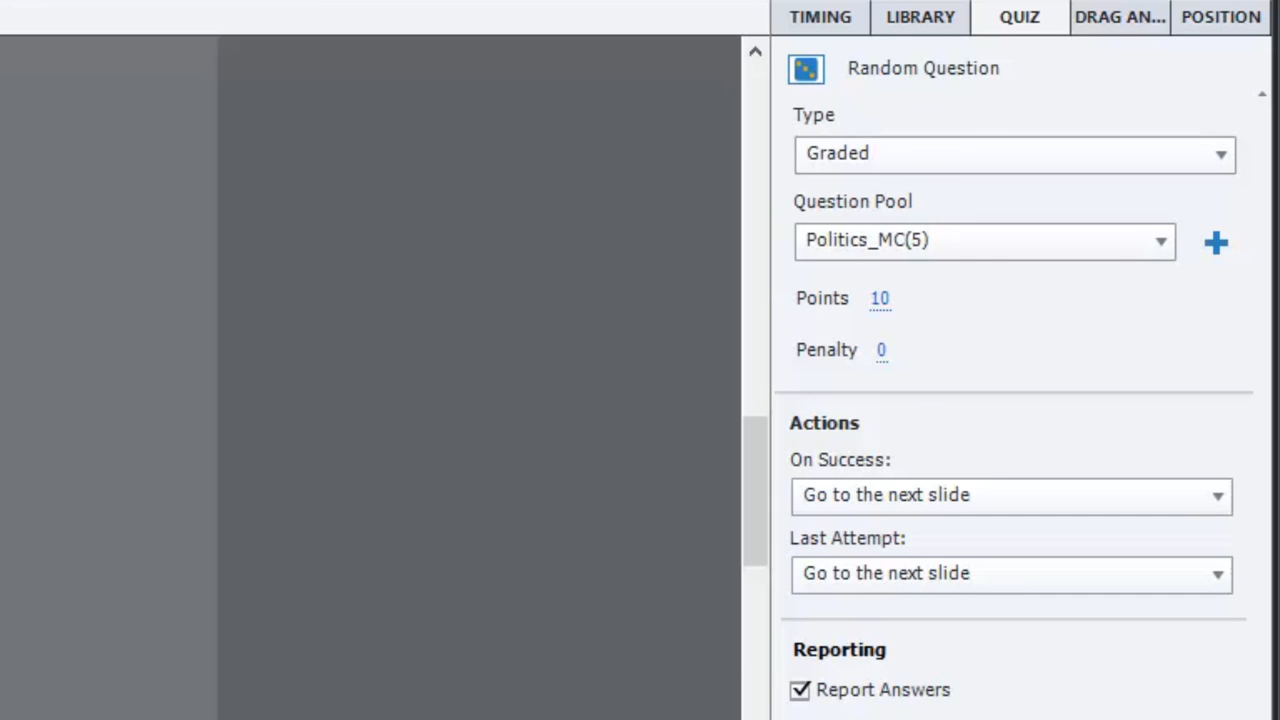 TIMING LIBRARY QUIZ DRAG AN... POSITION
Random Question
Type
Graded
Question Pool
Politics_MC(5)
Points 10
Penalty 0
Actions
On Success:
Go to the next slide
Last Attempt:
Go to the next slide
Reporting
Report Answers